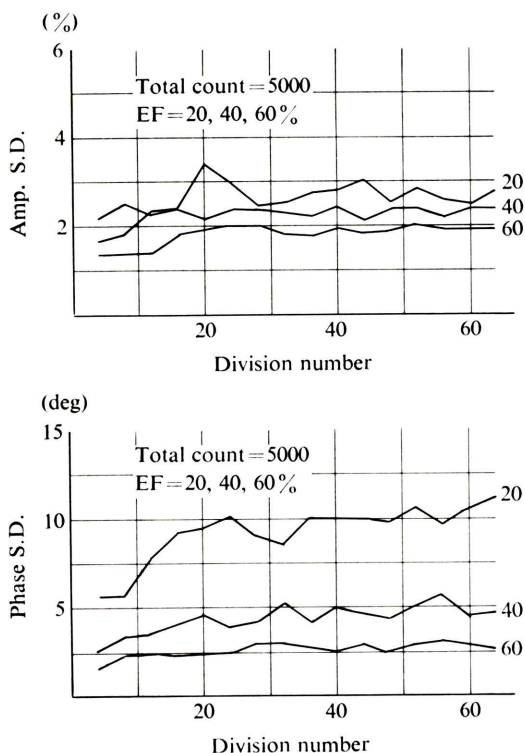 (%)
6
Total count=5000
EF=20, 40, 60%
4
Amp. S.D.
20
40
2
60
20
40
60
Division number
(deg)
15
Total count=5000
EF=20, 40, 60%
20
10
Phase S.D.
5
40
60
20
40
60
Division number